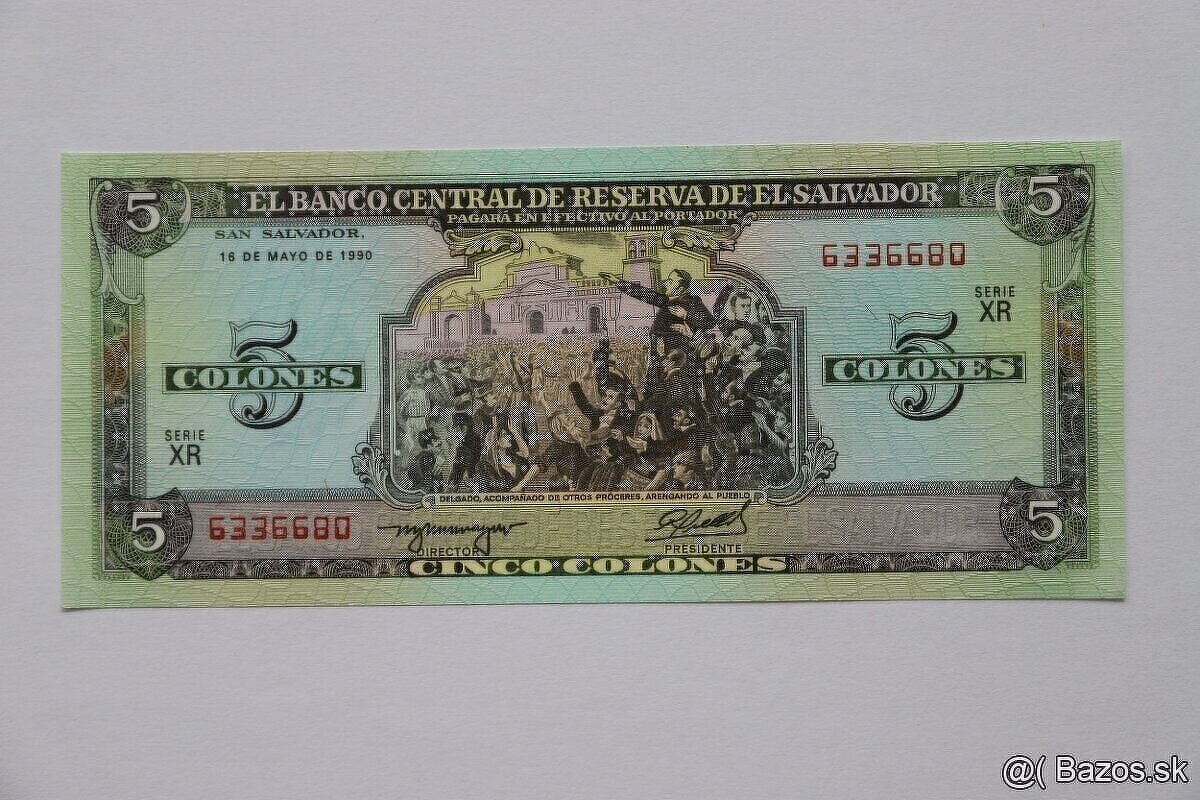 5 EL BANCO CENTRAL DE RESERVA DE EL SALVADOR 5
PAGARÁ EN EFECTIVO AL PORTADOR
SAN SALVADOR,
16 DE MAYO DE 1990
6336680
SERIE
XR
5
COLONES
5
COLONES
SERIE
XR
DELGADO, ACOMPAÑADO DE OTROS PRÓCERES, ARENGANDO AL PUEBLO
5 6336680 5
DIRECTOR PRESIDENTE
CINCO COLONES
@( Bazos.sk